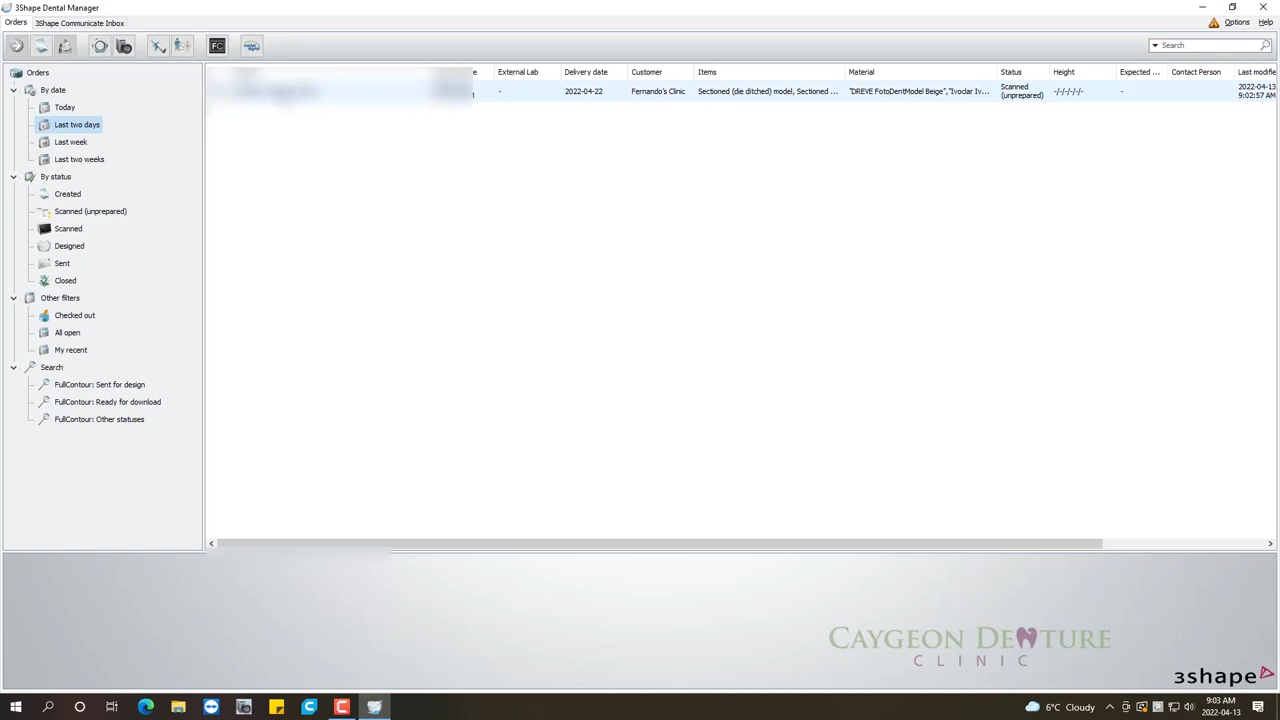 3Shape Dental Manager
Orders 3Shape Communicate Inbox
Options Help
FC
Search
Orders
By date
Today
Last two days
Last week
Last two weeks
By status
Created
Scanned (unprepared)
Scanned
Designed
Sent
Closed
Other filters
Checked out
All open
My recent
Search
FullContour: Sent for design
FullContour: Ready for download
FullContour: Other statuses
External Lab Delivery date Customer Items Material Status Height Expected ... Contact Person Last modifie
- 2022-04-22 Fernando's Clinic Sectioned (die ditched) model, Sectioned ... "DREVE FotoDentModel Beige","Ivoclar Iv... Scanned (unprepared) -/-/-/-/-/- - 2022-04-13 9:02:57 AM
CAYGEON DENTURE
CLINIC
3shape
6°C Cloudy
9:03 AM
2022-04-13